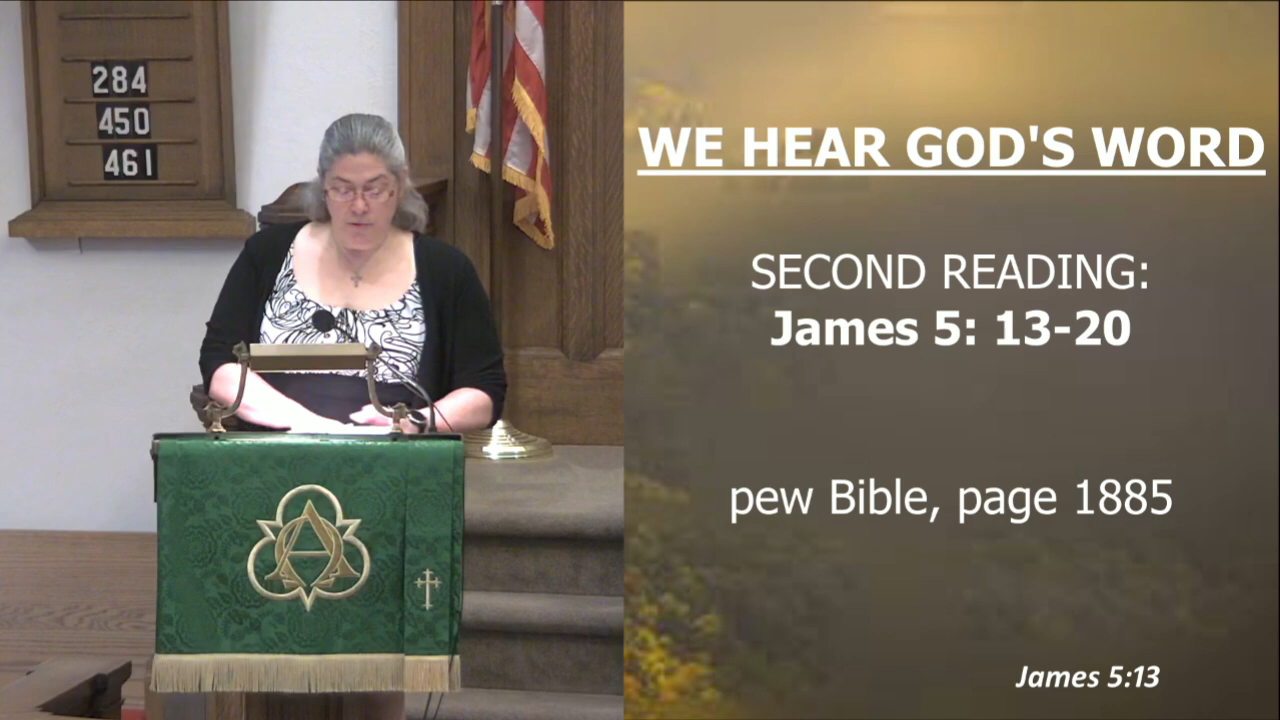 284
450
461
WE HEAR GOD'S WORD
SECOND READING:
James 5: 13-20
pew Bible, page 1885
James 5:13